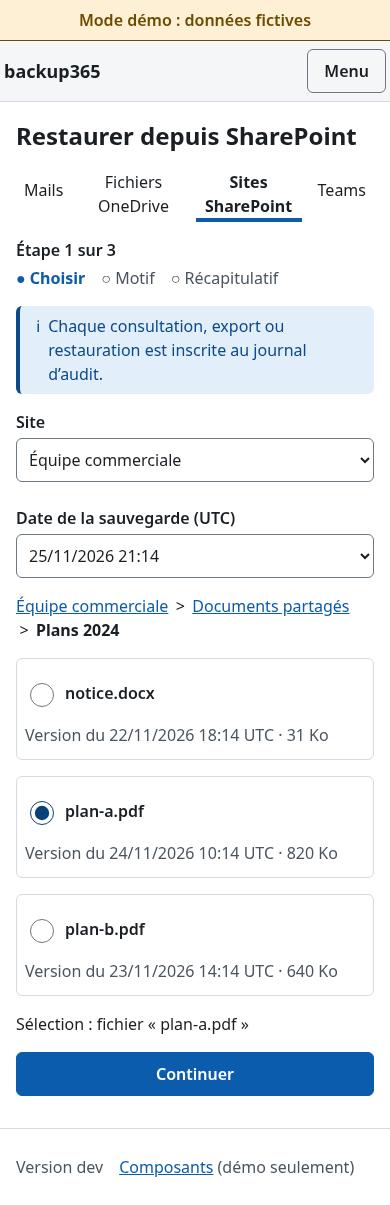 Mode démo : données fictives
backup365
Menu
Restaurer depuis SharePoint
Mails
Fichiers
OneDrive
Sites
SharePoint
Teams
Étape 1 sur 3
● Choisir ○ Motif ○ Récapitulatif
i Chaque consultation, export ou
restauration est inscrite au journal
d’audit.
Site
Équipe commerciale
Date de la sauvegarde (UTC)
25/11/2026 21:14
Équipe commerciale > Documents partagés
> Plans 2024
notice.docx
Version du 22/11/2026 18:14 UTC · 31 Ko
plan-a.pdf
Version du 24/11/2026 10:14 UTC · 820 Ko
plan-b.pdf
Version du 23/11/2026 14:14 UTC · 640 Ko
Sélection : fichier « plan-a.pdf »
Continuer
Version dev Composants (démo seulement)